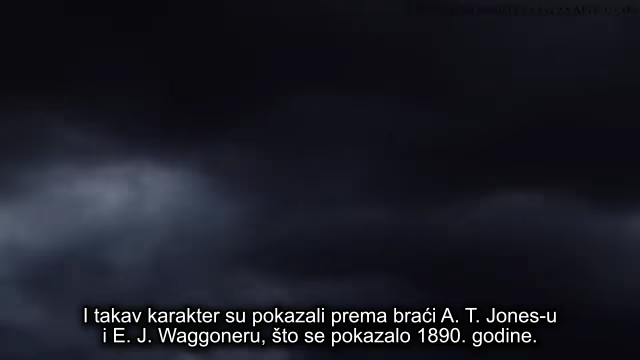 I takav karakter su pokazali prema braći A. T. Jones-u
i E. J. Waggoneru, što se pokazalo 1890. godine.